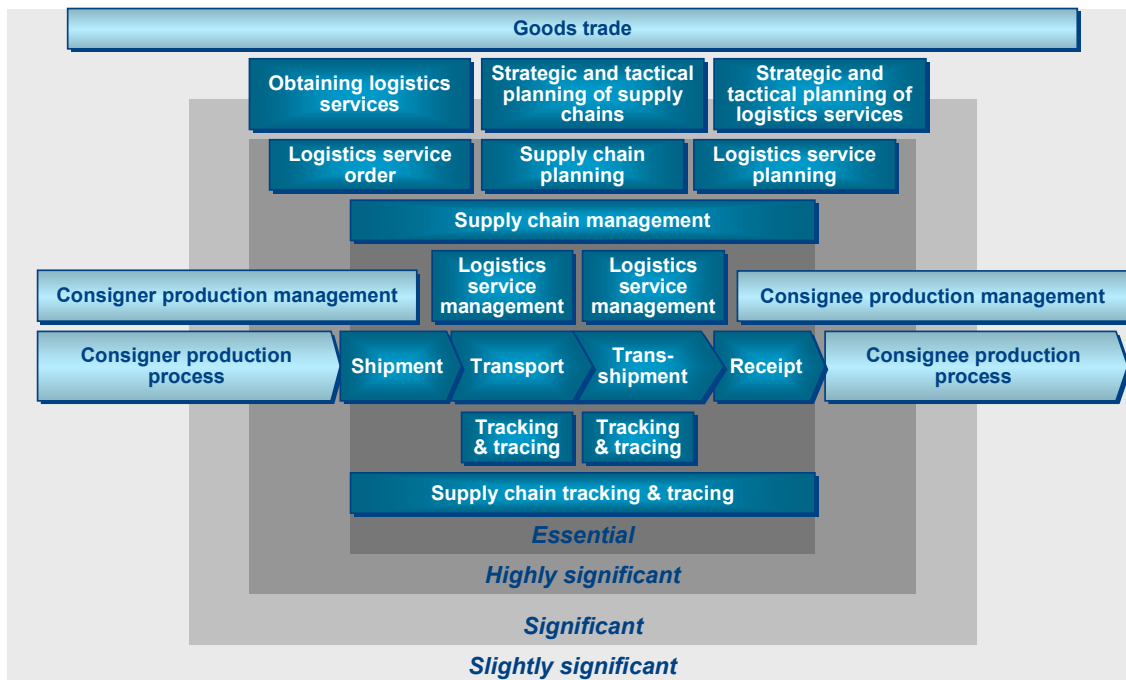 Goods trade
Obtaining logistics
services
Strategic and tactical
planning of supply
chains
Strategic and
tactical planning of
logistics services
Logistics service
order
Supply chain
planning
Logistics service
planning
Supply chain management
Consigner production management
Logistics
service
management
Logistics
service
management
Consignee production management
Consigner production
process
Shipment
Transport
Trans-
shipment
Receipt
Consignee production
process
Tracking
& tracing
Tracking
& tracing
Supply chain tracking & tracing
Essential
Highly significant
Significant
Slightly significant